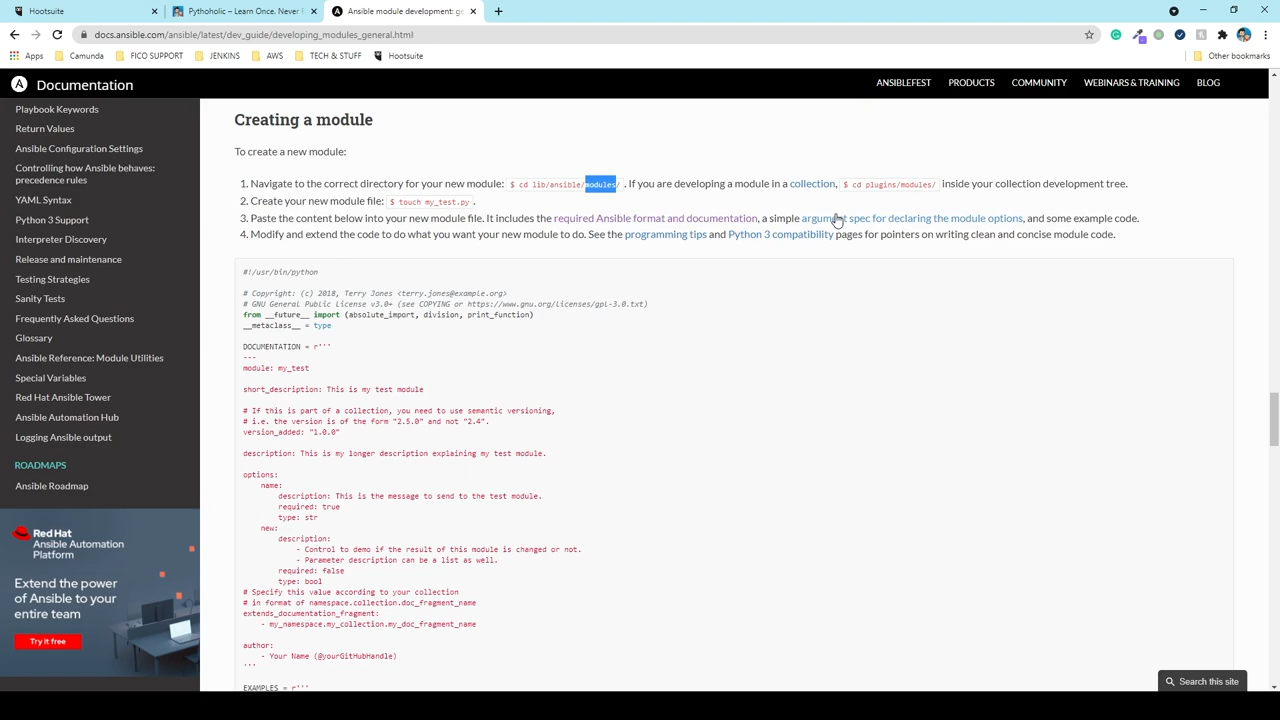 Hootsuite
Pythoholic – Learn Once. Never F
Ansible module development: ge
docs.ansible.com/ansible/latest/dev_guide/developing_modules_general.html
Apps
Camunda
FICO SUPPORT
JENKINS
AWS
TECH & STUFF
Hootsuite
Other bookmarks
Documentation
ANSIBLEFEST
PRODUCTS
COMMUNITY
WEBINARS & TRAINING
BLOG
Playbook Keywords
Return Values
Ansible Configuration Settings
Controlling how Ansible behaves:
precedence rules
YAML Syntax
Python 3 Support
Interpreter Discovery
Release and maintenance
Testing Strategies
Sanity Tests
Frequently Asked Questions
Glossary
Ansible Reference: Module Utilities
Special Variables
Red Hat Ansible Tower
Ansible Automation Hub
Logging Ansible output
ROADMAPS
Ansible Roadmap
Red Hat
Ansible Automation
Platform
Extend the power
of Ansible to your
entire team
Try it free
Creating a module
To create a new module:
1. Navigate to the correct directory for your new module: $ cd lib/ansible/modules/ . If you are developing a module in a collection, $ cd plugins/modules/ inside your collection development tree.
2. Create your new module file: $ touch my_test.py .
3. Paste the content below into your new module file. It includes the required Ansible format and documentation, a simple argument spec for declaring the module options, and some example code.
4. Modify and extend the code to do what you want your new module to do. See the programming tips and Python 3 compatibility pages for pointers on writing clean and concise module code.
#!/usr/bin/python
# Copyright: (c) 2018, Terry Jones <terry.jones@example.org>
# GNU General Public License v3.0+ (see COPYING or https://www.gnu.org/licenses/gpl-3.0.txt)
from __future__ import (absolute_import, division, print_function)
__metaclass__ = type
DOCUMENTATION = r'''
---
module: my_test
short_description: This is my test module
# If this is part of a collection, you need to use semantic versioning,
# i.e. the version is of the form "2.5.0" and not "2.4".
version_added: "1.0.0"
description: This is my longer description explaining my test module.
options:
name:
description: This is the message to send to the test module.
required: true
type: str
new:
description:
- Control to demo if the result of this module is changed or not.
- Parameter description can be a list as well.
required: false
type: bool
# Specify this value according to your collection
# in format of namespace.collection.doc_fragment_name
extends_documentation_fragment:
- my_namespace.my_collection.my_doc_fragment_name
author:
- Your Name (@yourGitHubHandle)
'''
EXAMPLES = r'''
Search this site